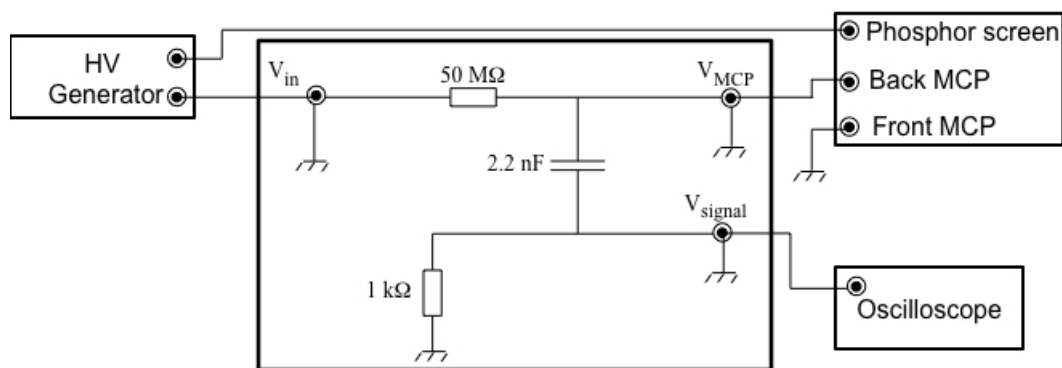 HV
Generator
V_in
50 MΩ
V_MCP
2.2 nF
V_signal
1 kΩ
Phosphor screen
Back MCP
Front MCP
Oscilloscope